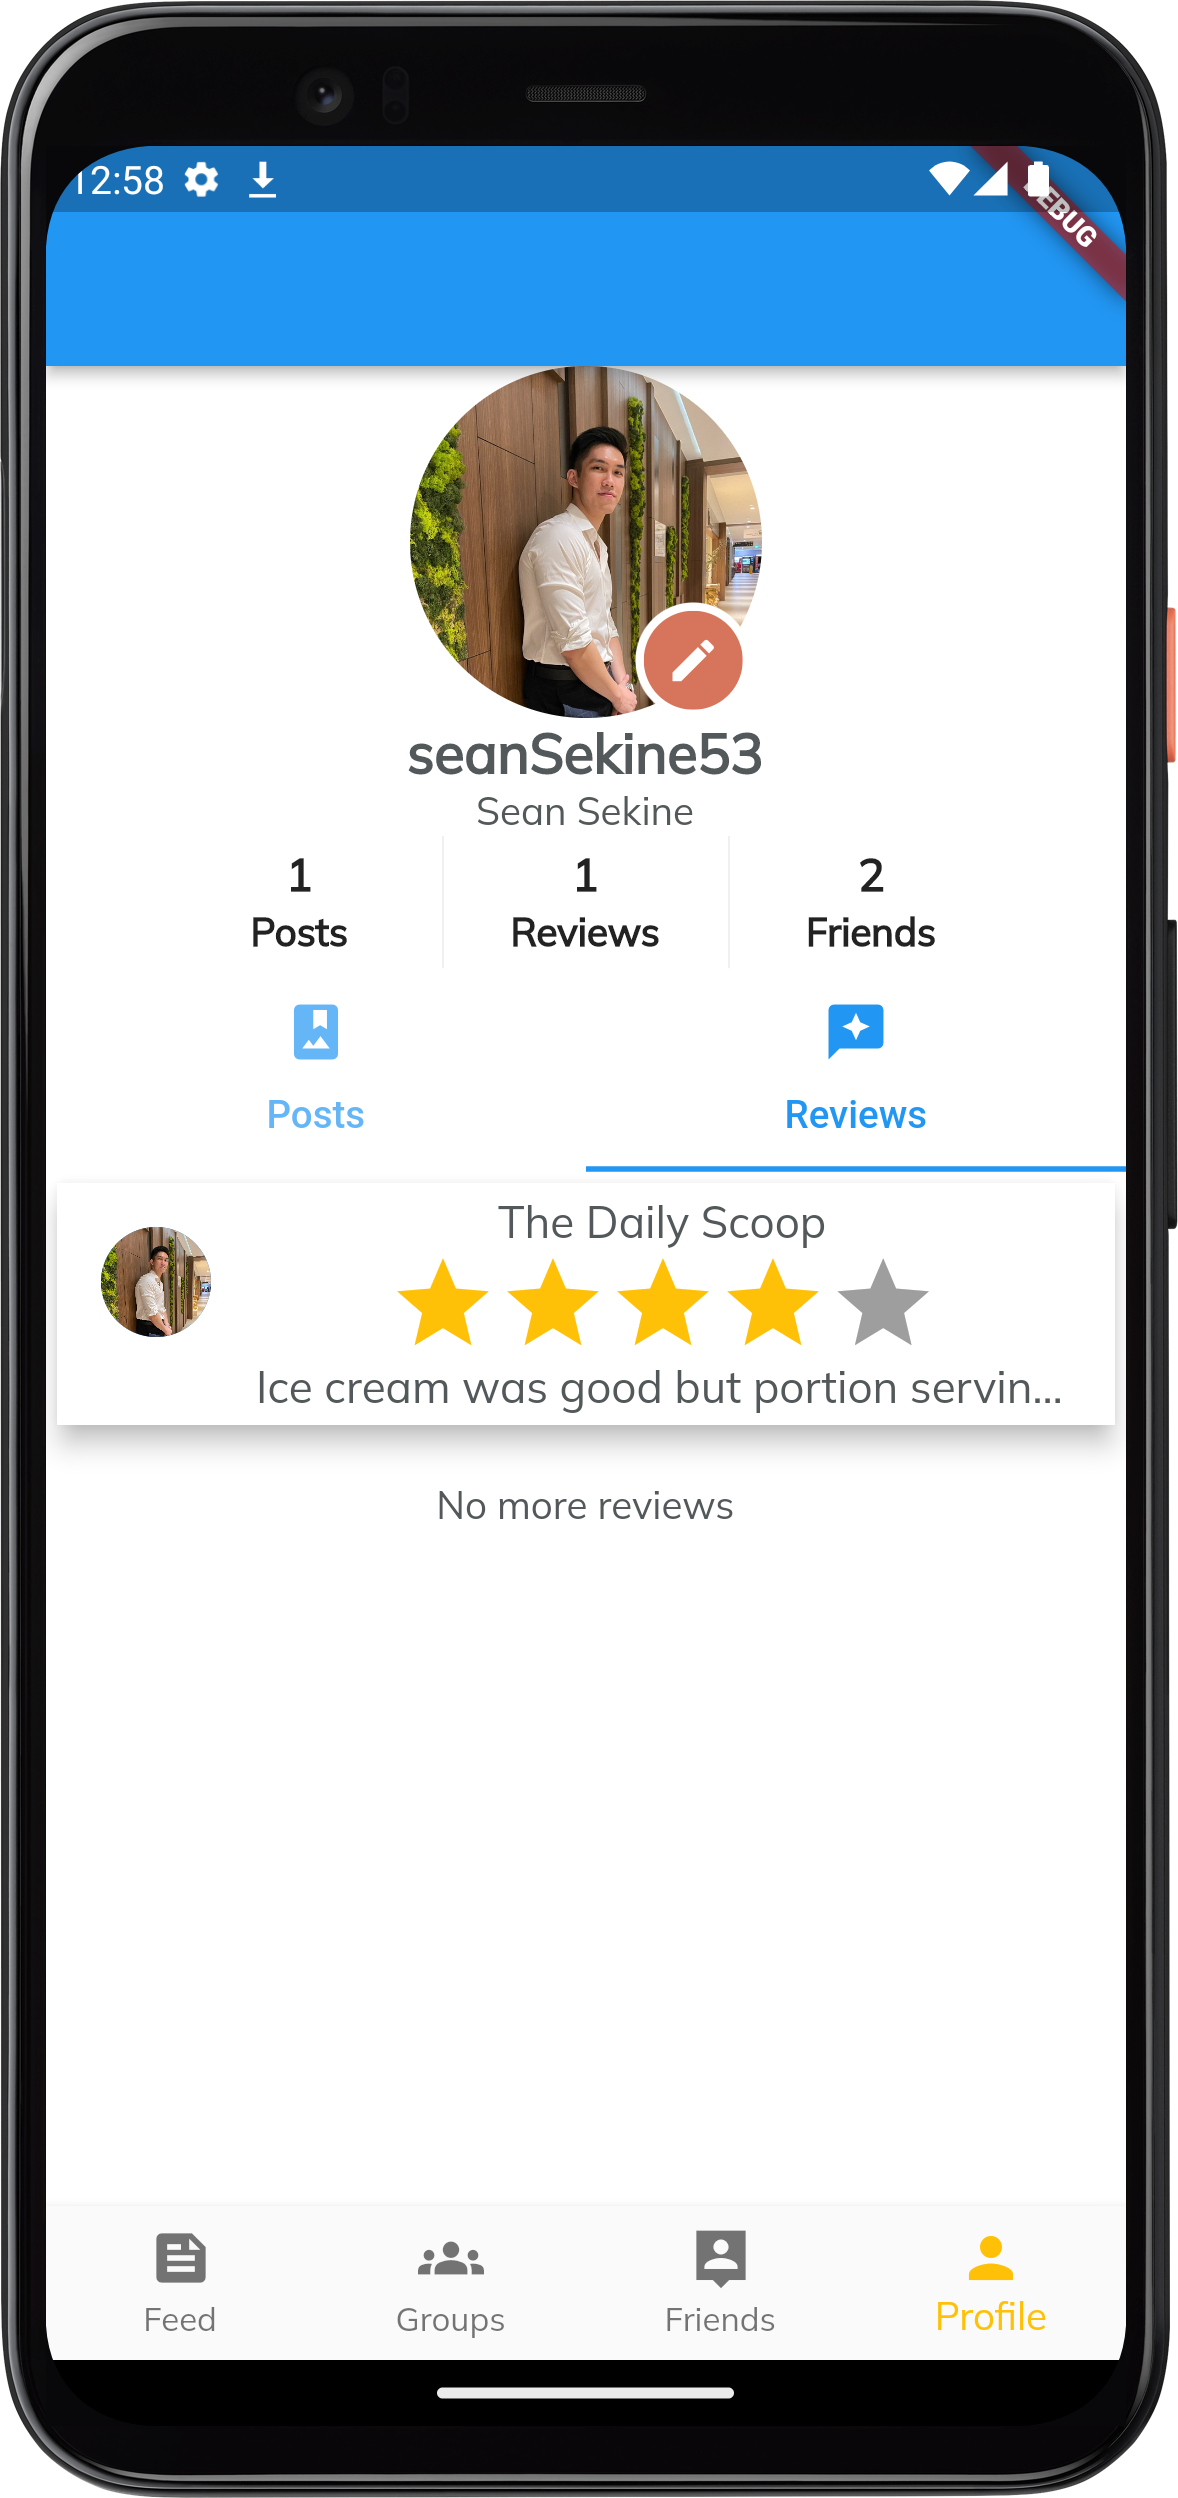 12:58
DEBUG
seanSekine53
Sean Sekine
1 1 2
Posts Reviews Friends
Posts Reviews
The Daily Scoop
Ice cream was good but portion servin...
No more reviews
Feed Groups Friends Profile